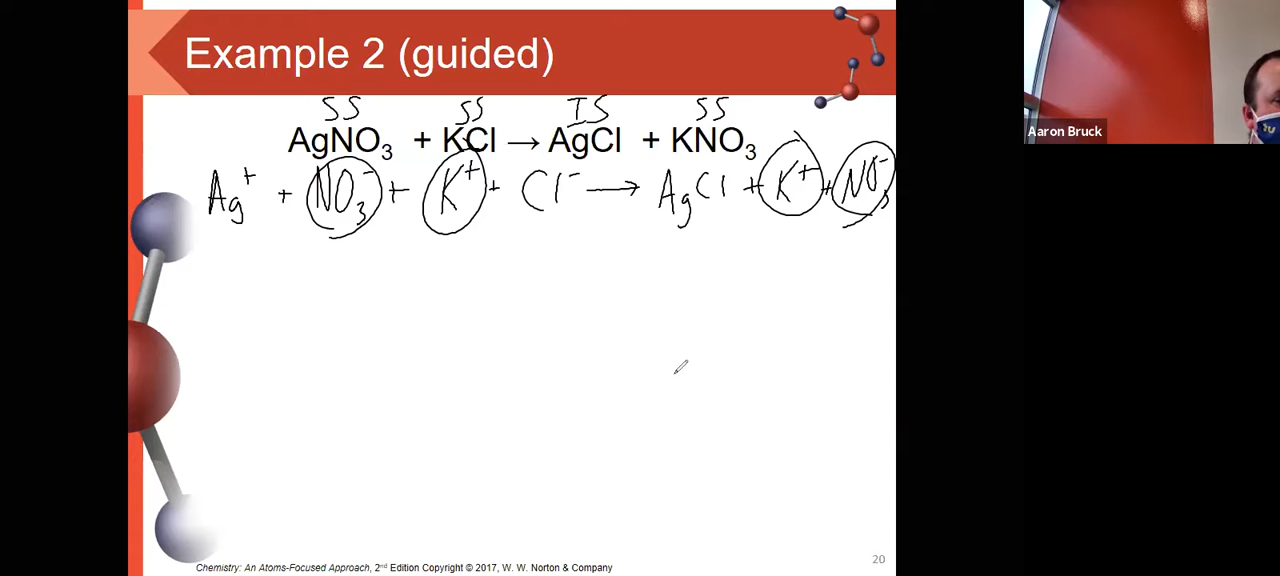 Example 2 (guided)
SS SS IS SS
AgNO₃ + KCl → AgCl + KNO₃
Ag⁺ + NO₃⁻ + K⁺ + Cl⁻ → AgCl + K⁺ + NO₃⁻
Aaron Bruck
Chemistry: An Atoms-Focused Approach, 2nd Edition Copyright © 2017, W. W. Norton & Company
20